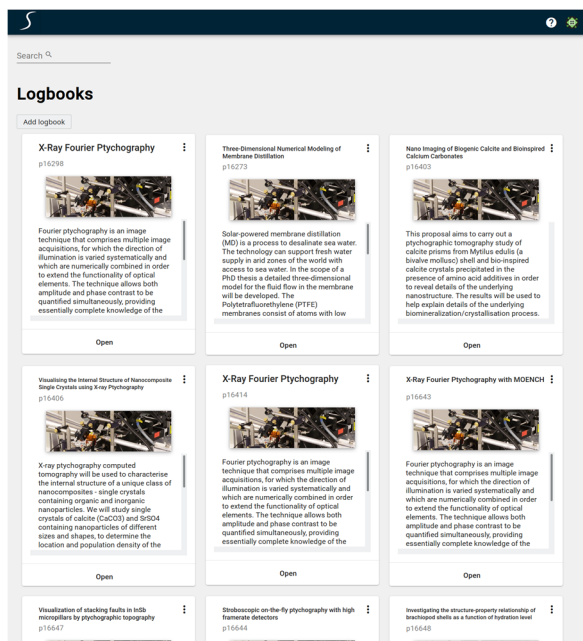 Search
Logbooks
Add logbook
X-Ray Fourier Ptychography
p16298
Fourier ptychography is an image
technique that comprises multiple image
acquisitions, for which the direction of
illumination is varied systematically and
which are numerically combined in order
to extend the functionality of optical
elements. The technique allows both
amplitude and phase contrast to be
quantified simultaneously, providing
essentially complete knowledge of the
Open
Three-Dimensional Numerical Modeling of
Membrane Distillation
p16273
Solar-powered membrane distillation
(MD) is a process to desalinate sea water.
The technology can support fresh water
supply in arid zones of the world with
access to sea water. In the scope of a
PhD thesis a detailed three-dimensional
model for the fluid flow in the membrane
will be developed. The
Polytetrafluorethylene (PTFE)
membranes consist of atoms with low
Open
Nano Imaging of Biogenic Calcite and Bioinspired
Calcium Carbonates
p16403
This proposal aims to carry out a
ptychographic tomography study of
calcite prisms from Mytilus edulis (a
bivalve mollusc) shell and bio-inspired
calcite crystals precipitated in the
presence of amino acid additives in order
to reveal details of the underlying
nanostructure. The results will be used to
help explain details of the underlying
biomineralization/crystallisation process.
Open
Visualising the Internal Structure of Nanocomposite
Single Crystals using X-ray Ptychography
p16406
X-ray ptychography computed
tomography will be used to characterise
the internal structure of a unique class of
nanocomposites - single crystals
containing organic and inorganic
nanoparticles. We will study single
crystals of calcite (CaCO3) and SrSO4
containing nanoparticles of different
sizes and shapes, to determine the
location and population density of the
Open
X-Ray Fourier Ptychography
p16414
Fourier ptychography is an image
technique that comprises multiple image
acquisitions, for which the direction of
illumination is varied systematically and
which are numerically combined in order
to extend the functionality of optical
elements. The technique allows both
amplitude and phase contrast to be
quantified simultaneously, providing
essentially complete knowledge of the
Open
X-Ray Fourier Ptychography with MOENCH
p16643
Fourier ptychography is an image
technique that comprises multiple image
acquisitions, for which the direction of
illumination is varied systematically and
which are numerically combined in order
to extend the functionality of optical
elements. The technique allows both
amplitude and phase contrast to be
quantified simultaneously, providing
essentially complete knowledge of the
Open
Visualization of stacking faults in InSb
micropillars by ptychographic topography
p16647
Stroboscopic on-the-fly ptychography with high
framerate detectors
p16644
Investigating the structure-property relationship of
brachiopod shells as a function of hydration level
p16648